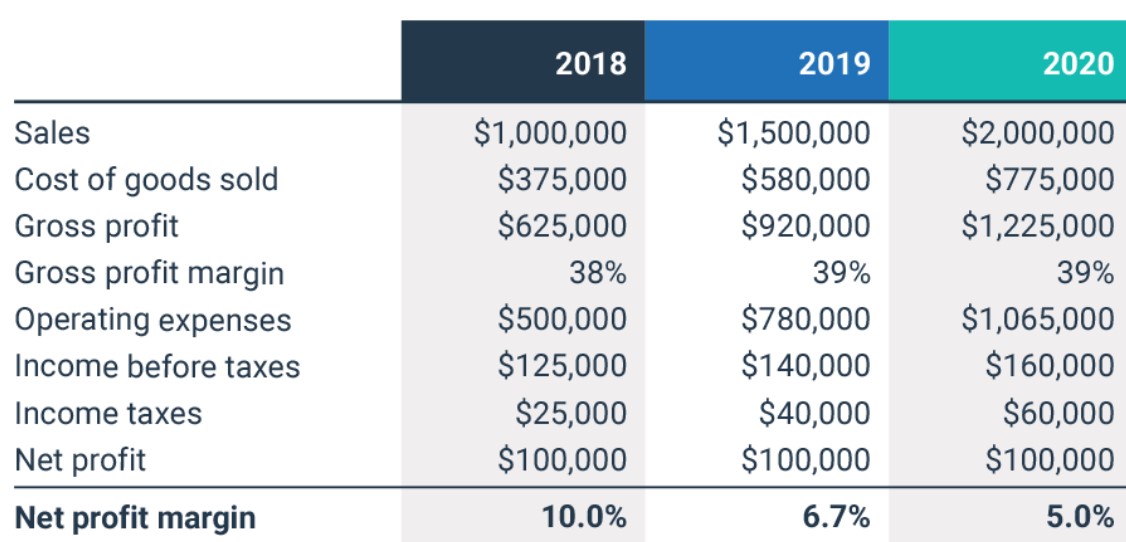 2018 2019 2020
Sales $1,000,000 $1,500,000 $2,000,000
Cost of goods sold $375,000 $580,000 $775,000
Gross profit $625,000 $920,000 $1,225,000
Gross profit margin 38% 39% 39%
Operating expenses $500,000 $780,000 $1,065,000
Income before taxes $125,000 $140,000 $160,000
Income taxes $25,000 $40,000 $60,000
Net profit $100,000 $100,000 $100,000
Net profit margin 10.0% 6.7% 5.0%